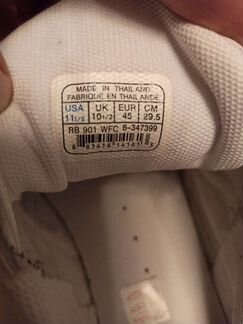 MADE IN THAILAND
FABRIQUÉ EN THAILANDE
USA UK EUR CM
11 1/2 10 1/2 45 29.5
RB 901 WFC 6-347399